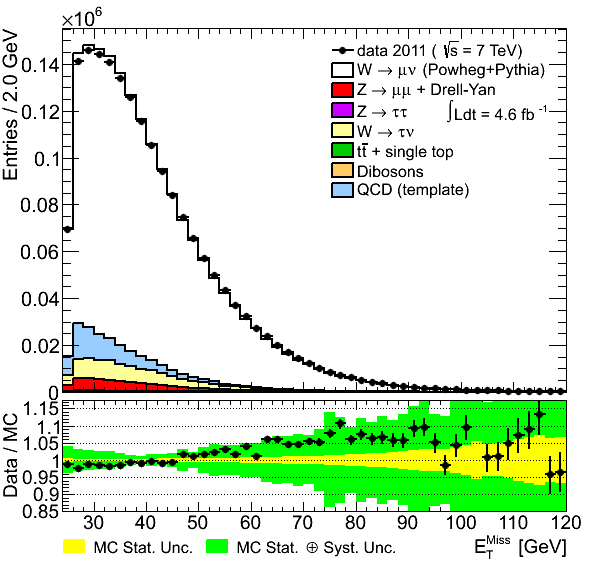 ×10⁶
Entries / 2.0 GeV
0.14
0.12
0.1
0.08
0.06
0.04
0.02
0
data 2011 ( √s = 7 TeV)
W → μν (Powheg+Pythia)
Z → μμ + Drell-Yan
Z → ττ
∫Ldt = 4.6 fb⁻¹
W → τν
tt̄ + single top
Dibosons
QCD (template)
Data / MC
1.15
1.1
1.05
1
0.95
0.9
0.85
30 40 50 60 70 80 90 100 110 120
MC Stat. Unc. MC Stat. ⊕ Syst. Unc. E_T^Miss [GeV]